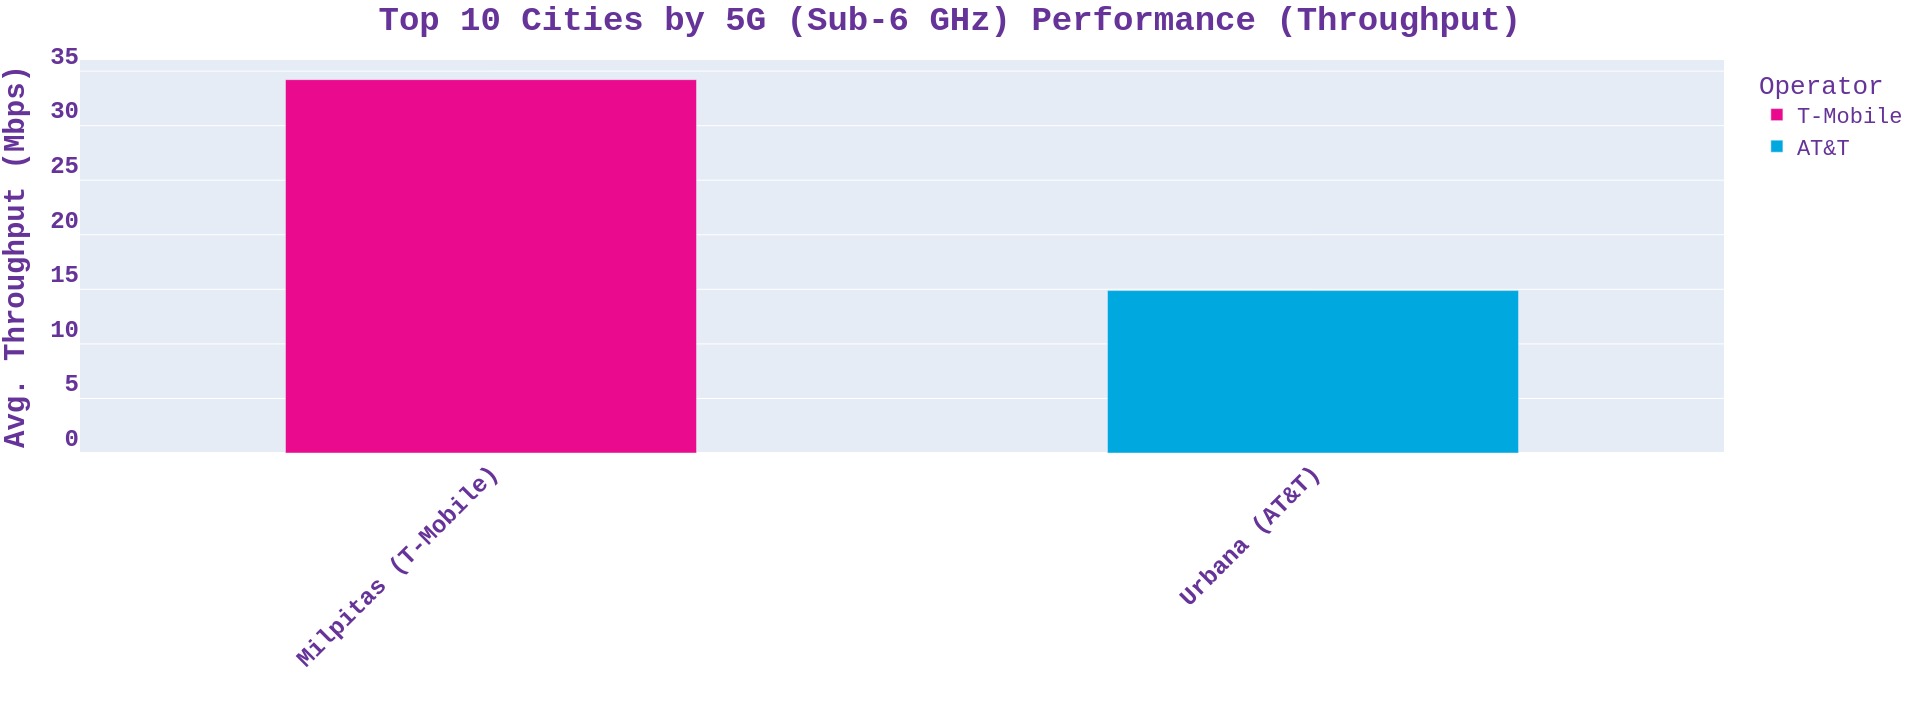 Top 10 Cities by 5G (Sub-6 GHz) Performance (Throughput)
Avg. Throughput (Mbps)
35
30
25
20
15
10
5
0
Milpitas (T-Mobile)
Urbana (AT&T)
Operator
T-Mobile
AT&T